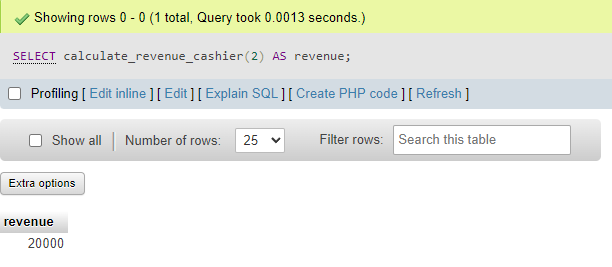 Showing rows 0 - 0 (1 total, Query took 0.0013 seconds.)
SELECT calculate_revenue_cashier(2) AS revenue;
Profiling [ Edit inline ] [ Edit ] [ Explain SQL ] [ Create PHP code ] [ Refresh ]
Show all Number of rows: 25 Filter rows: Search this table
Extra options
revenue
20000